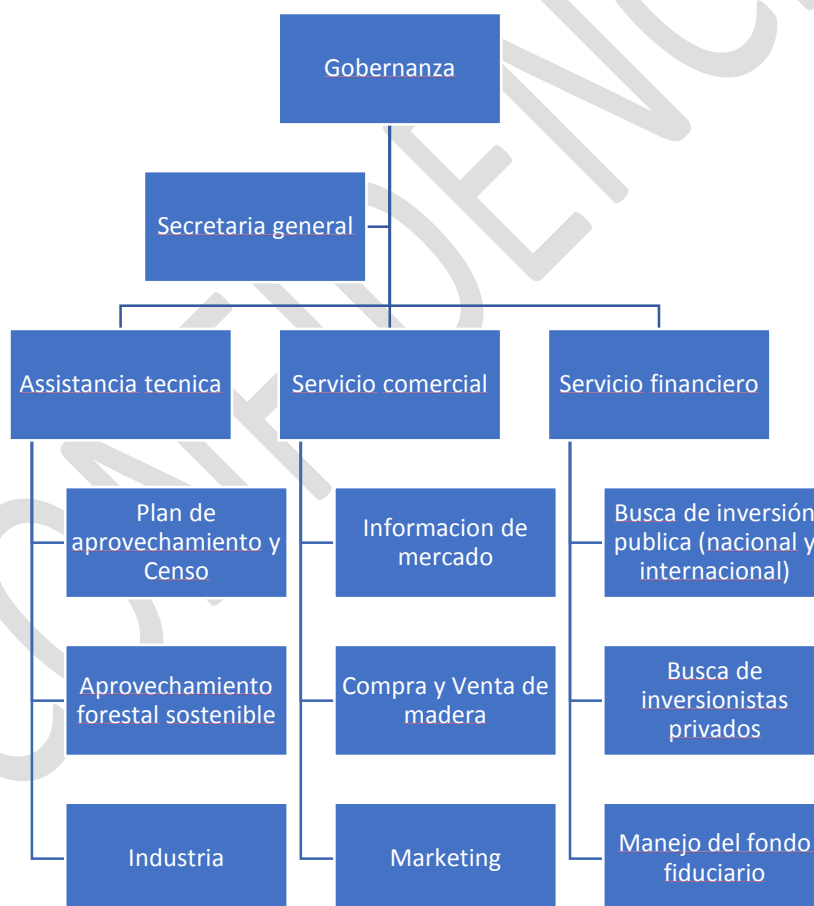 Gobernanza
Secretaria general
Assistancia tecnica
Servicio comercial
Servicio financiero
Plan de
aprovechamiento y
Censo
Informacion de
mercado
Busca de inversión
publica (nacional y
internacional)
Aprovechamiento
forestal sostenible
Compra y Venta de
madera
Busca de
inversionistas
privados
Industria
Marketing
Manejo del fondo
fiduciario
CONFIDENC